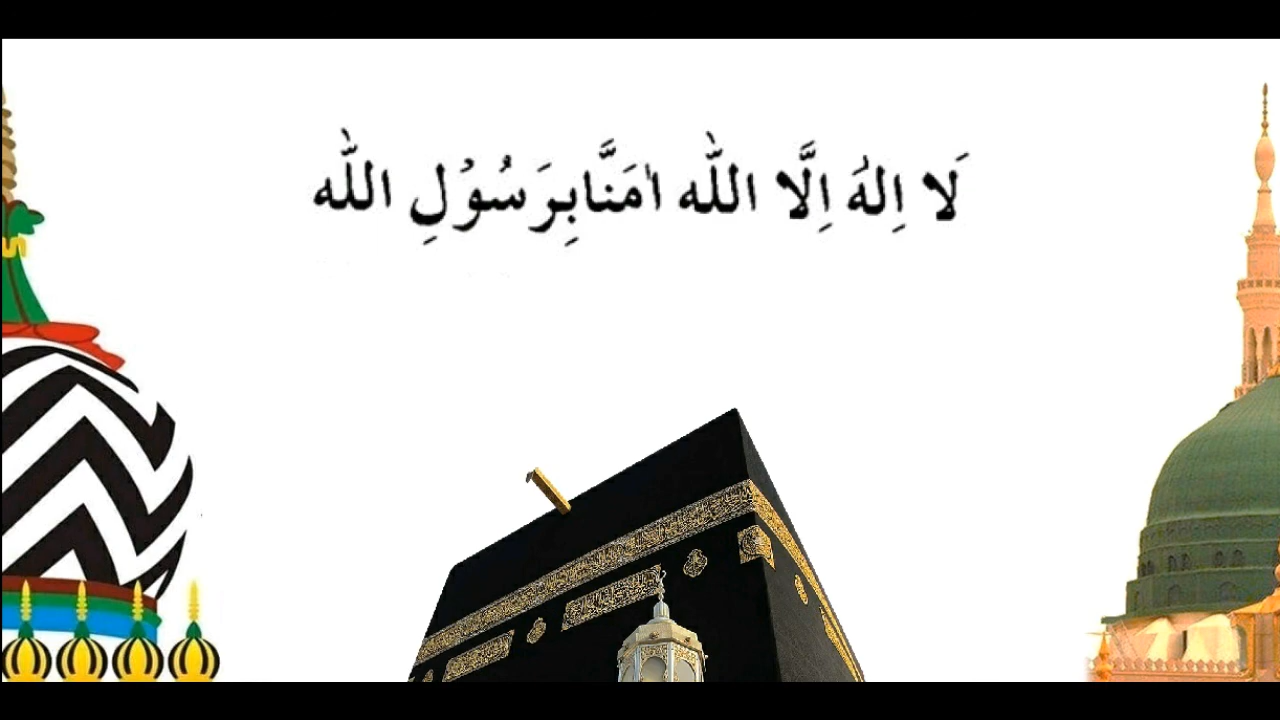 لَا اِلٰهَ اِلَّا اللّٰه اٰمَنَّا بِرَسُوْلِ اللّٰه